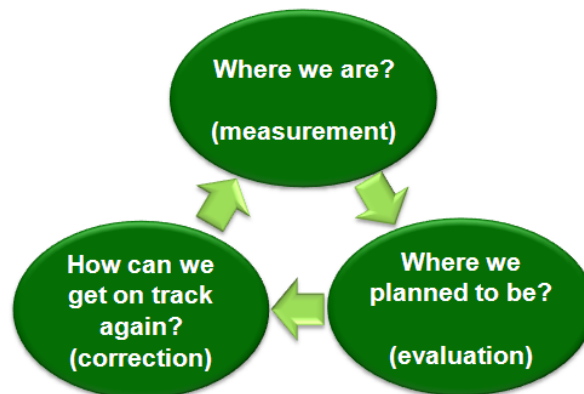 Where we are?
(measurement)
Where we
planned to be?
(evaluation)
How can we
get on track
again?
(correction)